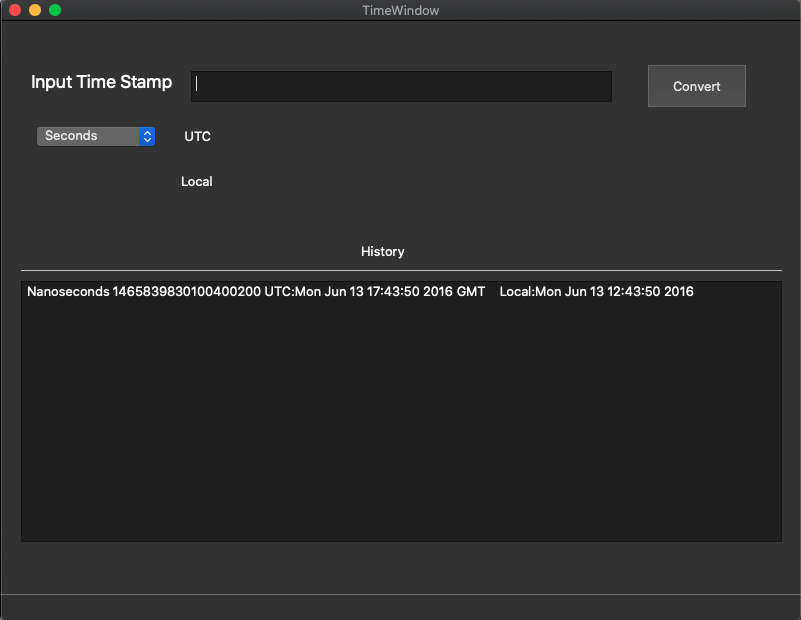 TimeWindow
Input Time Stamp
Convert
Seconds
UTC
Local
History
Nanoseconds 1465839830100400200 UTC:Mon Jun 13 17:43:50 2016 GMT    Local:Mon Jun 13 12:43:50 2016